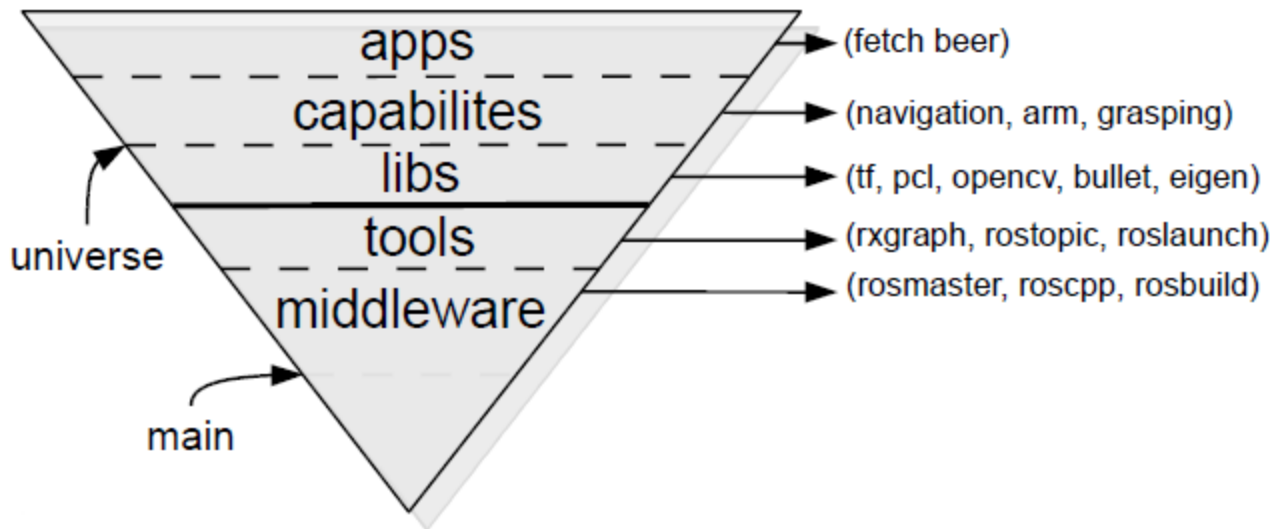 apps
(fetch beer)
capabilites
(navigation, arm, grasping)
libs
(tf, pcl, opencv, bullet, eigen)
universe
tools
(rxgraph, rostopic, roslaunch)
middleware
(rosmaster, roscpp, rosbuild)
main